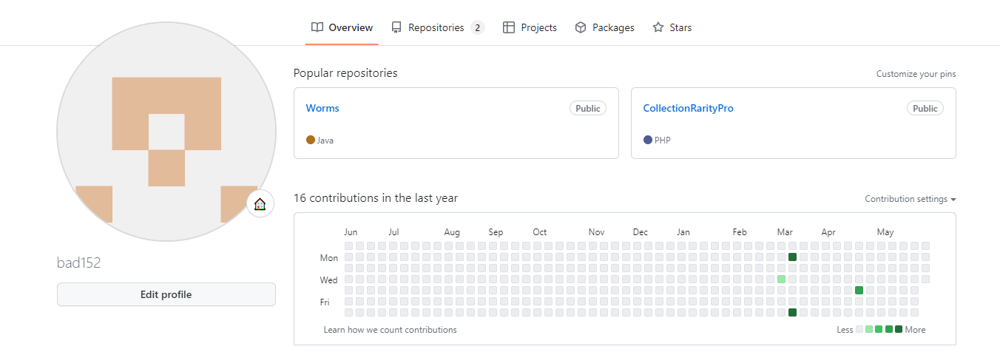 Overview Repositories 2 Projects Packages Stars
Popular repositories Customize your pins
Worms Public CollectionRarityPro Public
Java PHP
16 contributions in the last year Contribution settings
Jun Jul Aug Sep Oct Nov Dec Jan Feb Mar Apr May
Mon
Wed
Fri
Learn how we count contributions Less More
bad152
Edit profile